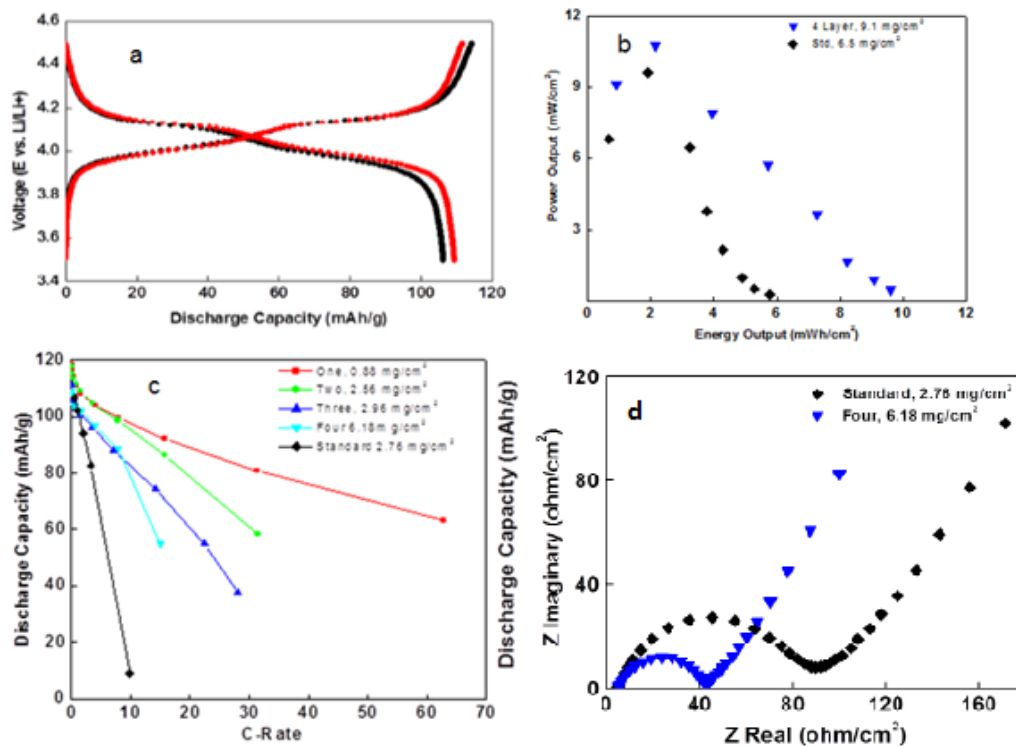 a
4.6
4.4
4.2
4.0
3.8
3.6
3.4
Voltage (E vs. Li/Li+)
0 20 40 60 80 100 120
Discharge Capacity (mAh/g)
b
4 Layer, 9.1 mg/cm²
Std, 6.5 mg/cm²
12
9
6
3
Power Output (mW/cm²)
0 2 4 6 8 10 12
Energy Output (mWh/cm²)
c
One, 0.88 mg/cm²
Two, 2.56 mg/cm²
Three, 2.96 mg/cm²
Four 6.18mg/cm²
Standard 2.76 mg/cm²
120
100
80
60
40
20
0
Discharge Capacity (mAh/g)
0 10 20 30 40 50 60 70
C-Rate
Discharge Capacity (mAh/g)
d
Standard, 2.76 mg/cm²
Four, 6.18 mg/cm²
120
80
40
0
Z Imaginary (ohm/cm²)
0 40 80 120 160
Z Real (ohm/cm²)